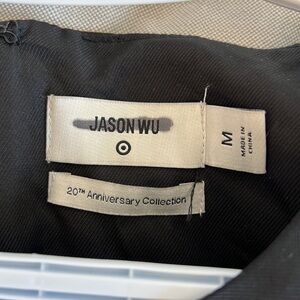 JASON WU
M
MADE IN
CHINA
20TH Anniversary Collection